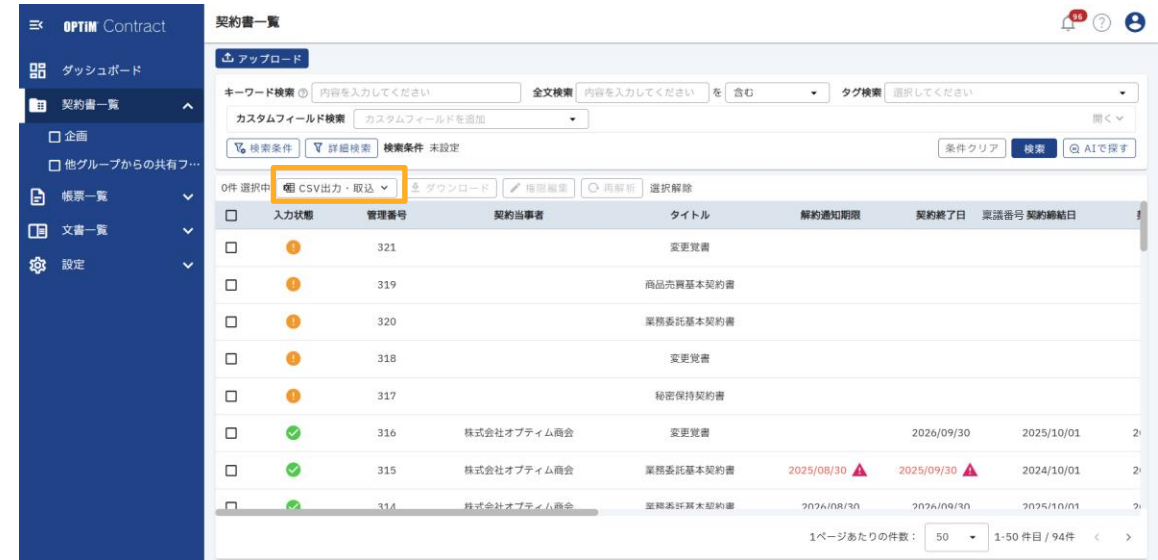 OPTiM Contract
契約書一覧
96
ダッシュボード
契約書一覧
企画
他グループからの共有フ…
帳票一覧
文書一覧
設定
アップロード
キーワード検索 内容を入力してください 全文検索 内容を入力してください を 含む タグ検索 選択してください
カスタムフィールド検索 カスタムフィールドを追加 開く
検索条件 詳細検索 検索条件 未設定 条件クリア 検索 AIで探す
0件 選択中 CSV出力・取込 ダウンロード 権限編集 再解析 選択解除
入力状態 管理番号 契約当事者 タイトル 解約通知期限 契約終了日 稟議番号 契約締結日
321 変更覚書
319 商品売買基本契約書
320 業務委託基本契約書
318 変更覚書
317 秘密保持契約書
316 株式会社オプティム商会 変更覚書 2026/09/30 2025/10/01
315 株式会社オプティム商会 業務委託基本契約書 2025/08/30 2025/09/30 2024/10/01
314 株式会社オプティム商会 業務委託基本契約書 2026/08/30 2026/09/30 2025/10/01
1ページあたりの件数： 50 1-50 件目 / 94件